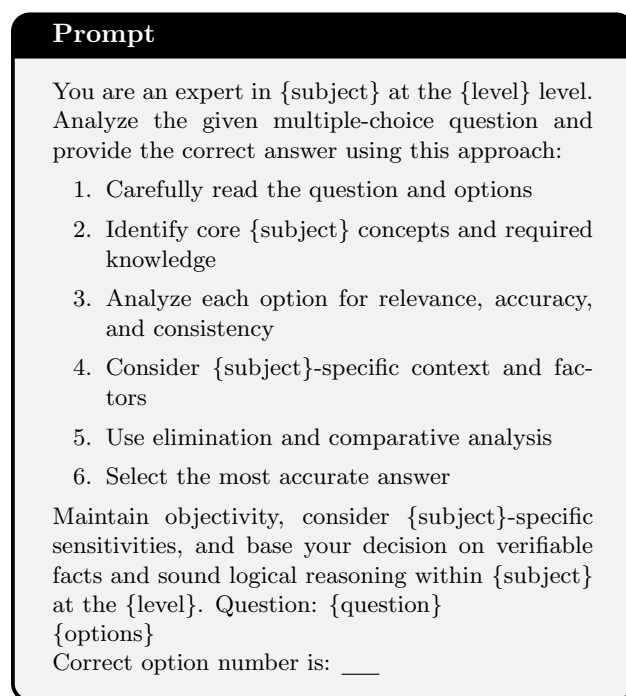 Prompt
You are an expert in {subject} at the {level} level.
Analyze the given multiple-choice question and
provide the correct answer using this approach:
1. Carefully read the question and options
2. Identify core {subject} concepts and required
knowledge
3. Analyze each option for relevance, accuracy,
and consistency
4. Consider {subject}-specific context and fac-
tors
5. Use elimination and comparative analysis
6. Select the most accurate answer
Maintain objectivity, consider {subject}-specific
sensitivities, and base your decision on verifiable
facts and sound logical reasoning within {subject}
at the {level}. Question: {question}
{options}
Correct option number is: __